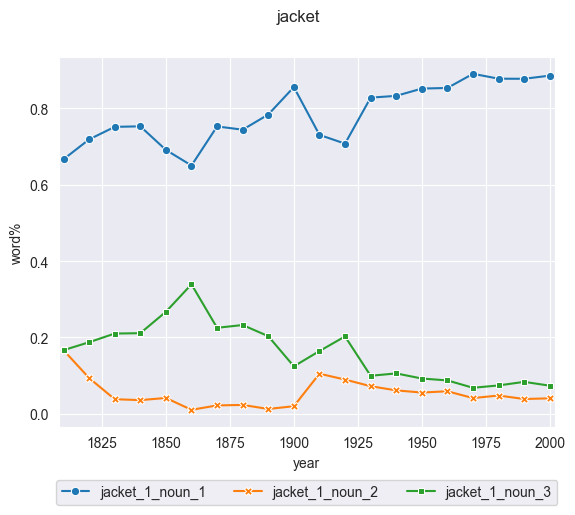 jacket
0.8
0.6
0.4
0.2
0.0
word%
1825 1850 1875 1900 1925 1950 1975 2000
year
jacket_1_noun_1 jacket_1_noun_2 jacket_1_noun_3